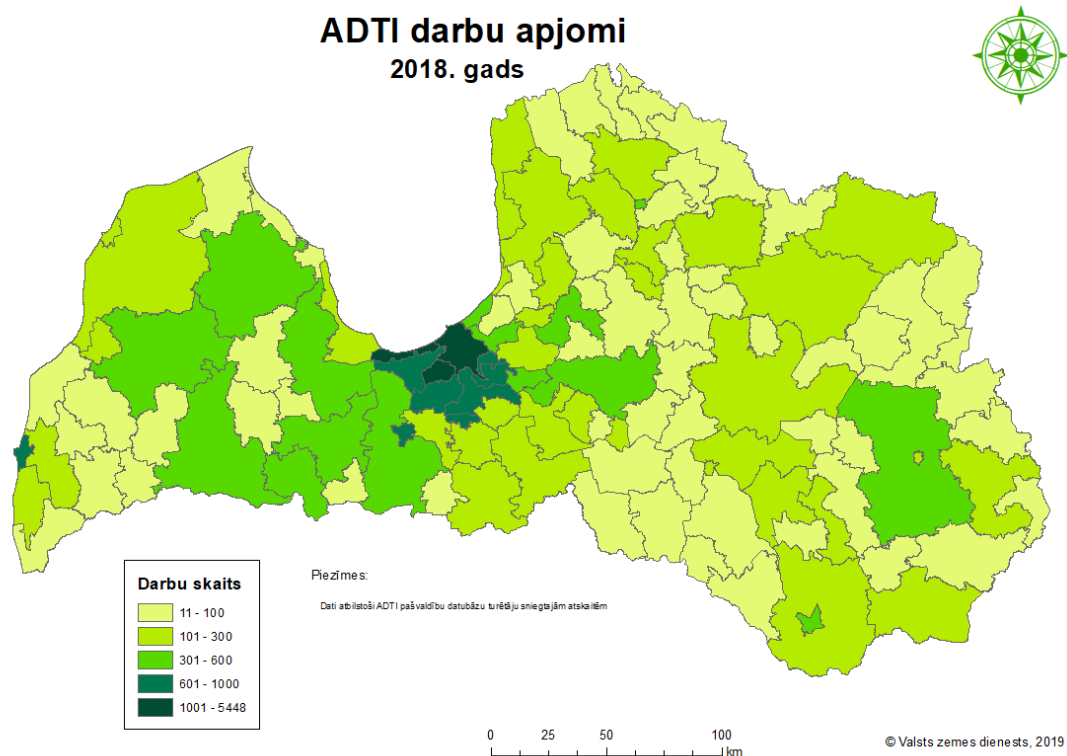 ADTI darbu apjomi
2018. gads
Darbu skaits
11 - 100
101 - 300
301 - 600
601 - 1000
1001 - 5448
Piezīmes:
Dati atbilstoši ADTI pašvaldību datubāzu turētāju sniegtajām atskaitēm
0 25 50 100
km
© Valsts zemes dienests, 2019